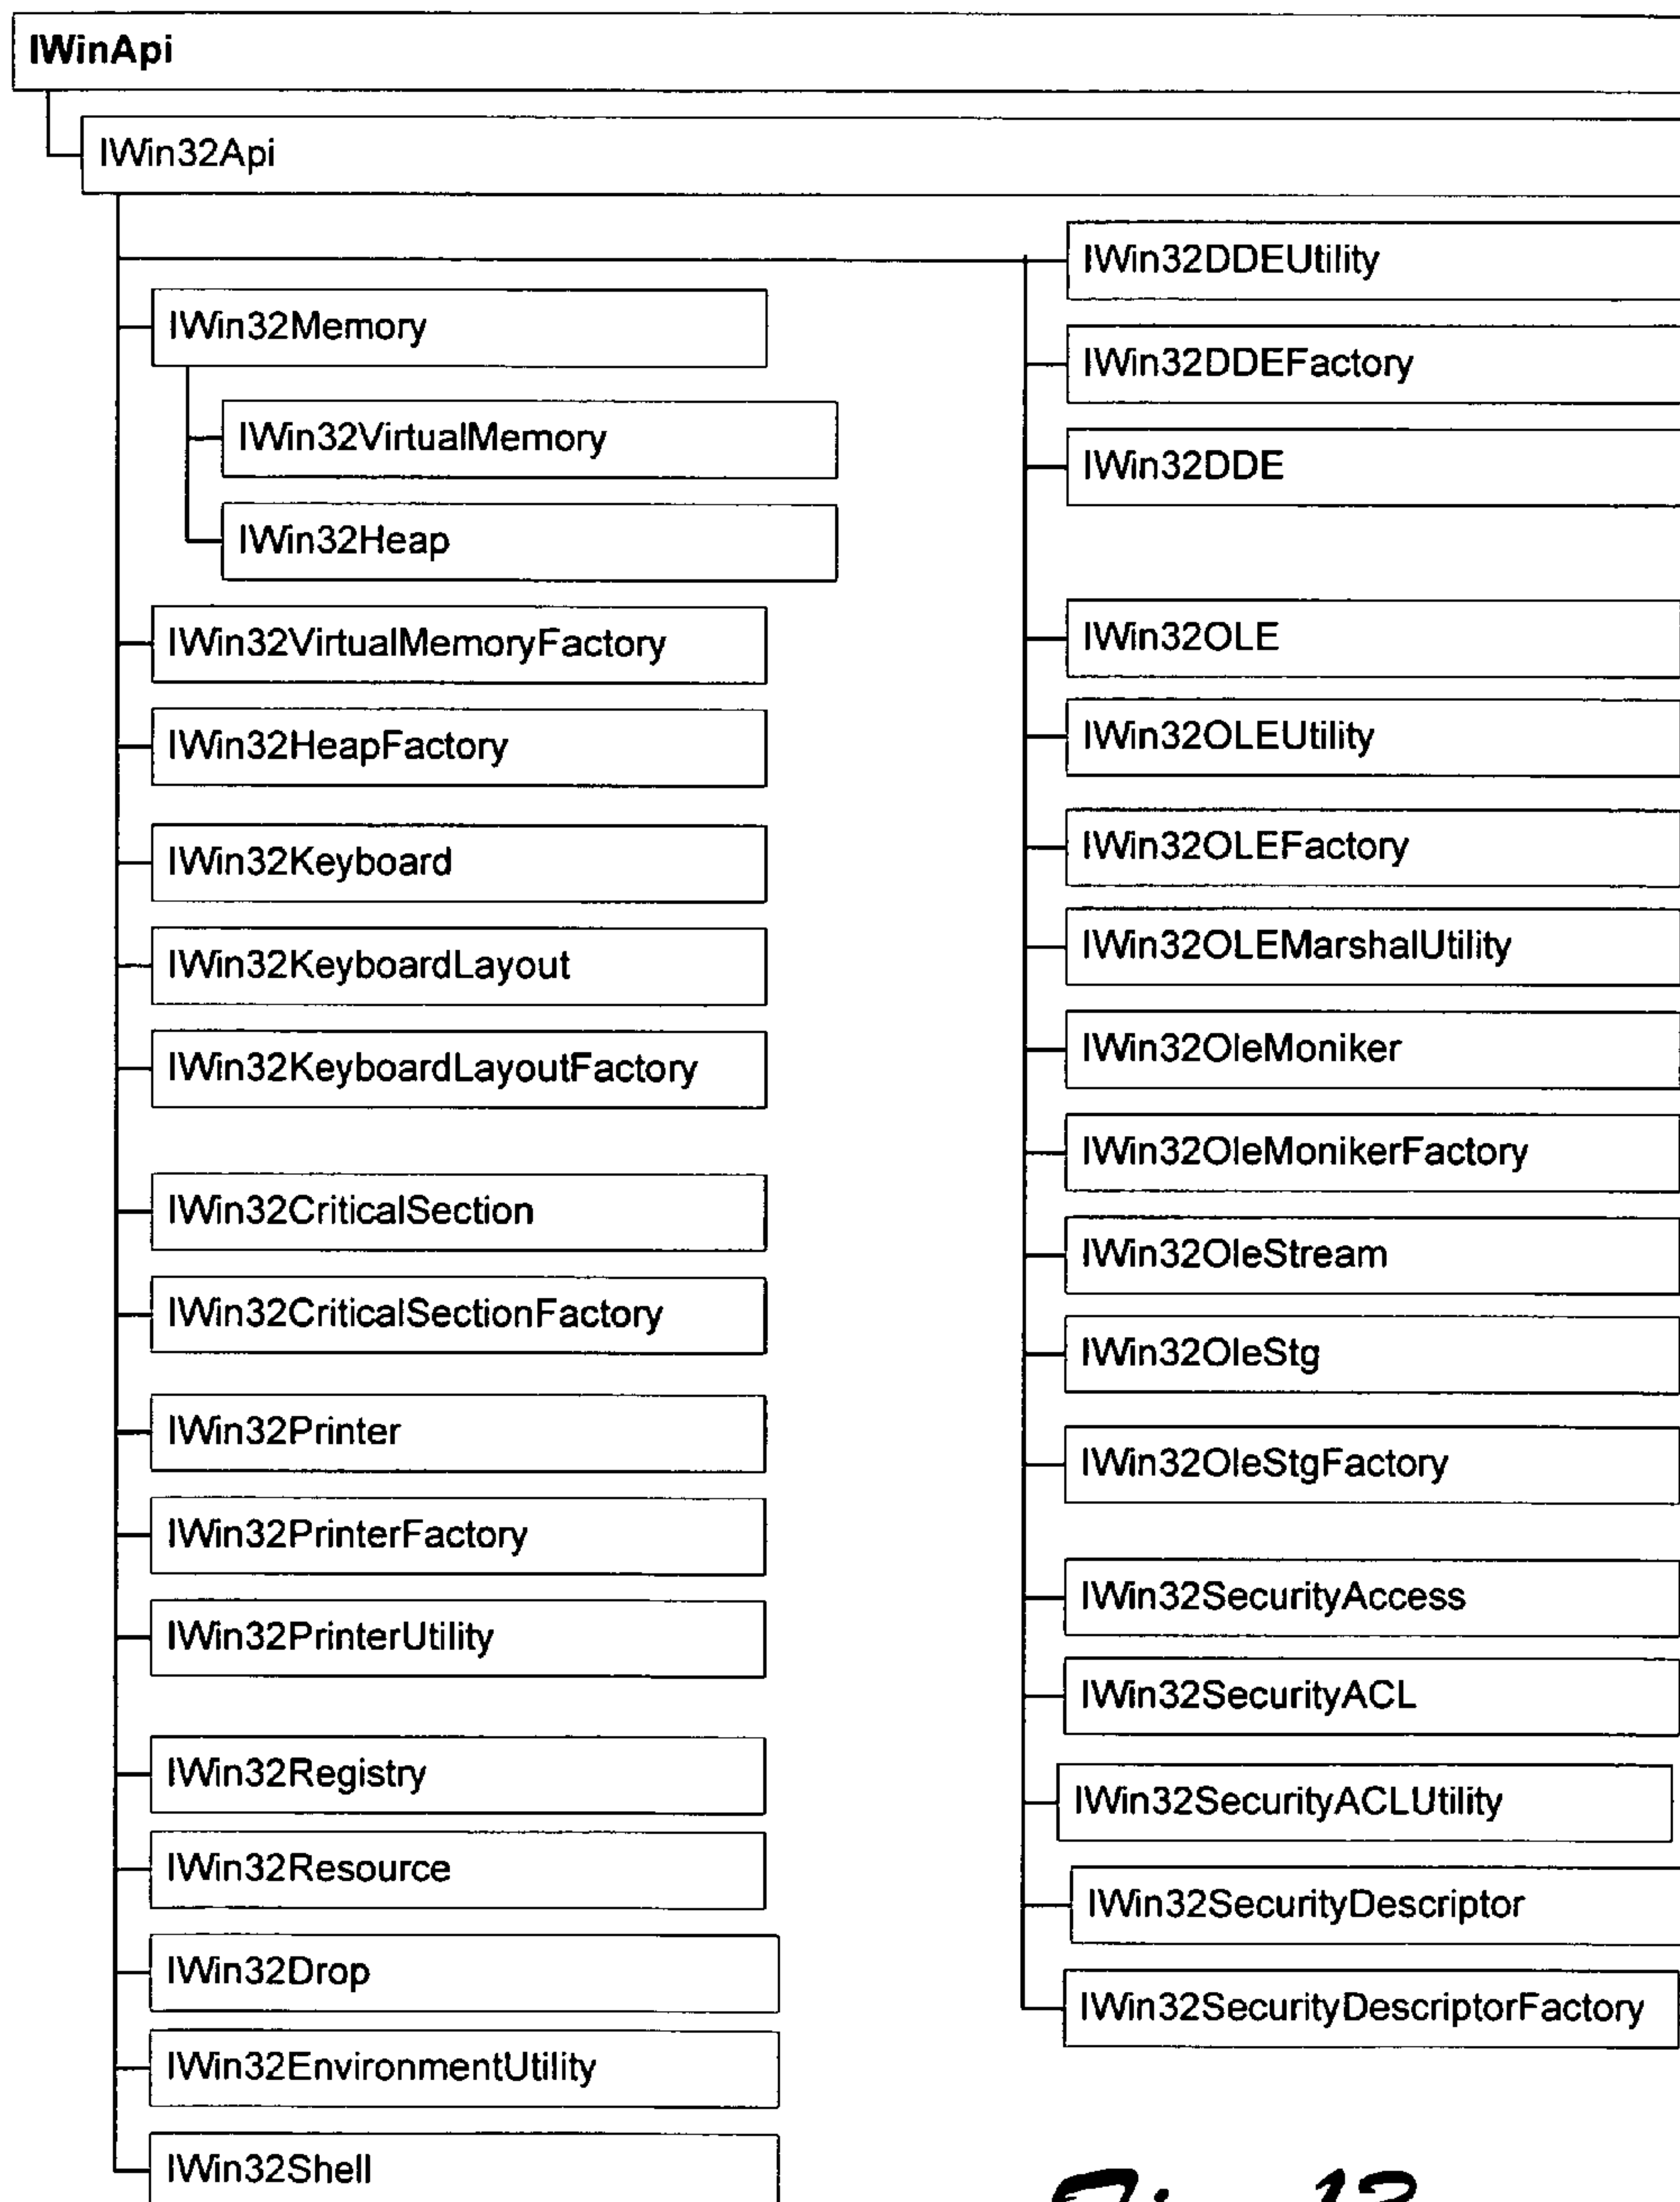 IWinApi
IWin32Api
IWin32Memory
IWin32VirtualMemory
IWin32Heap
IWin32VirtualMemoryFactory
IWin32HeapFactory
IWin32Keyboard
IWin32KeyboardLayout
IWin32KeyboardLayoutFactory
IWin32CriticalSection
IWin32CriticalSectionFactory
IWin32Printer
IWin32PrinterFactory
IWin32PrinterUtility
IWin32Registry
IWin32Resource
IWin32Drop
IWin32EnvironmentUtility
IWin32Shell
IWin32DDEUtility
IWin32DDEFactory
IWin32DDE
IWin32OLE
IWin32OLEUtility
IWin32OLEFactory
IWin32OLEMarshalUtility
IWin32OleMoniker
IWin32OleMonikerFactory
IWin32OleStream
IWin32OleStg
IWin32OleStgFactory
IWin32SecurityAccess
IWin32SecurityACL
IWin32SecurityACLUtility
IWin32SecurityDescriptor
IWin32SecurityDescriptorFactory